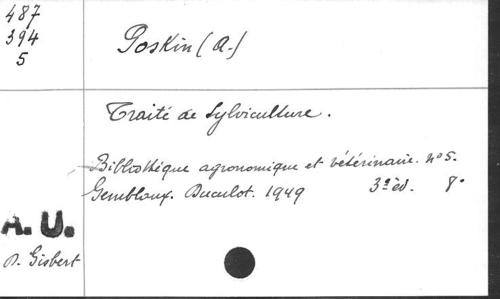 487
394
5
Poskin (A.)
Traité de Sylviculture.
Bibliothèque agronomique et vétérinaire. n° 5.
Gembloux. Duculot. 1949 3e éd. 8°
A. U.
D. Gisbert